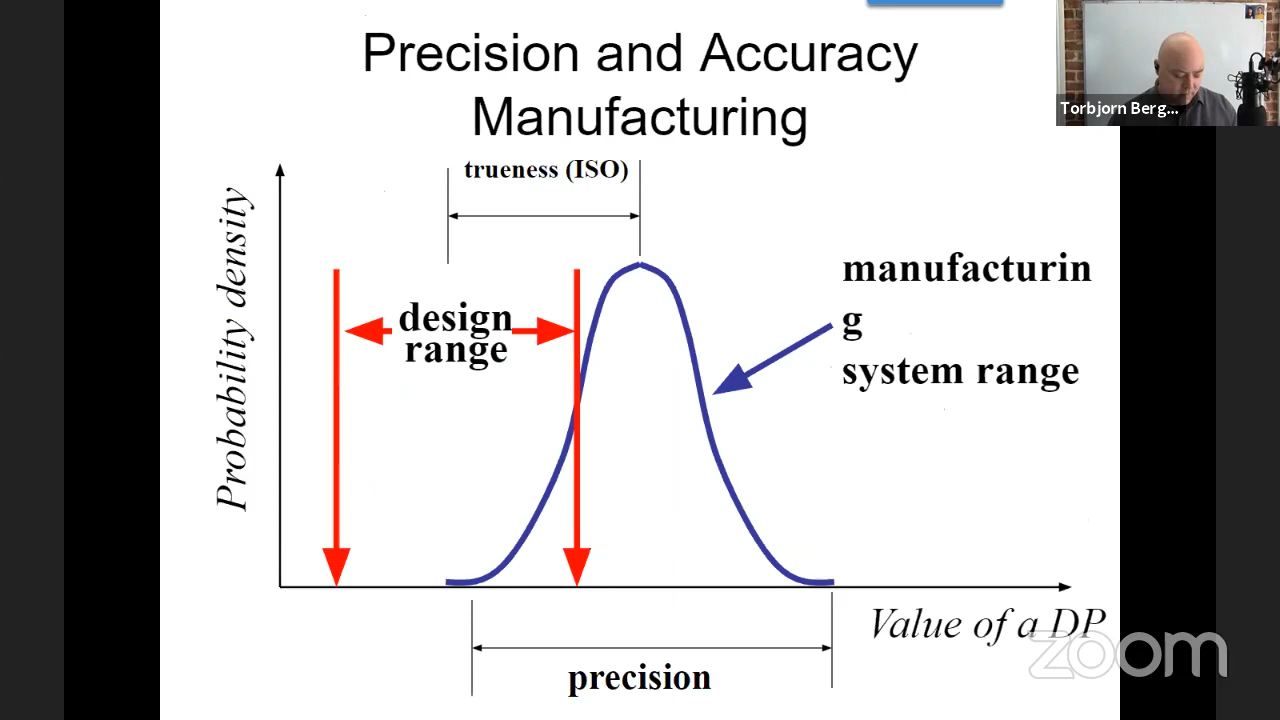 Precision and Accuracy
Manufacturing
Torbjorn Berg...
trueness (ISO)
Probability density
design
range
manufacturin
g
system range
Value of a DP
zoom
precision